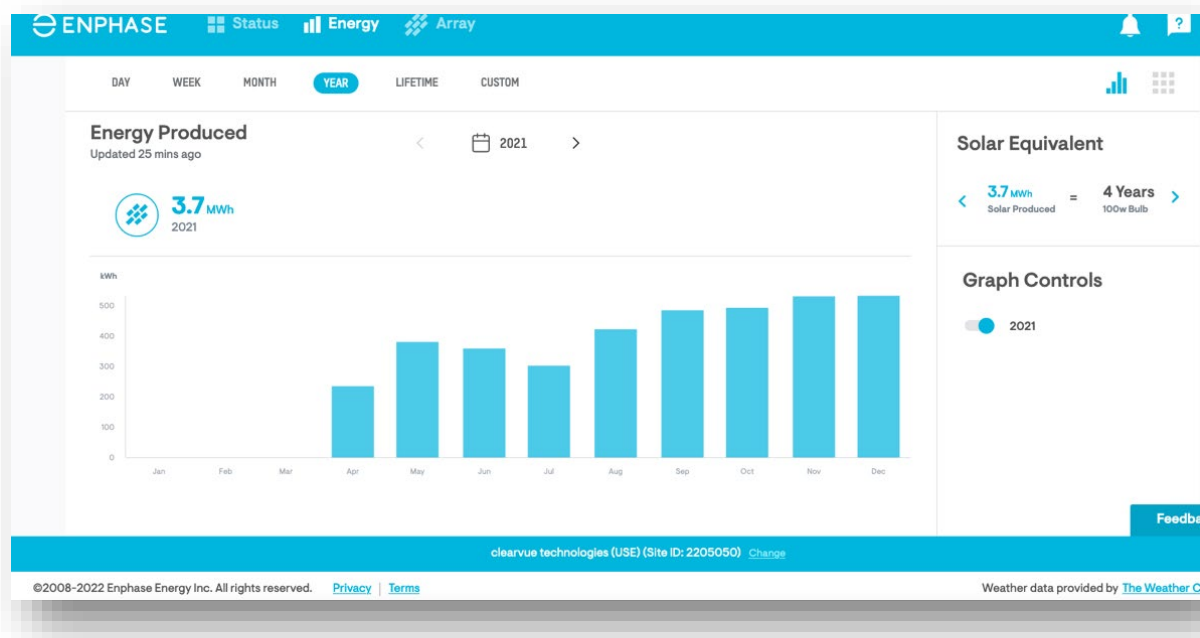 ENPHASE Status Energy Array ?
DAY WEEK MONTH YEAR LIFETIME CUSTOM
Energy Produced
Updated 25 mins ago
2021
3.7 MWh
2021
kWh
500
400
300
200
100
0
Jan Feb Mar Apr May Jun Jul Aug Sep Oct Nov Dec
Solar Equivalent
3.7 MWh = 4 Years
Solar Produced 100w Bulb
Graph Controls
2021
Feedba
clearvue technologies (USE) (Site ID: 2205050) Change
©2008-2022 Enphase Energy Inc. All rights reserved. Privacy | Terms
Weather data provided by The Weather C